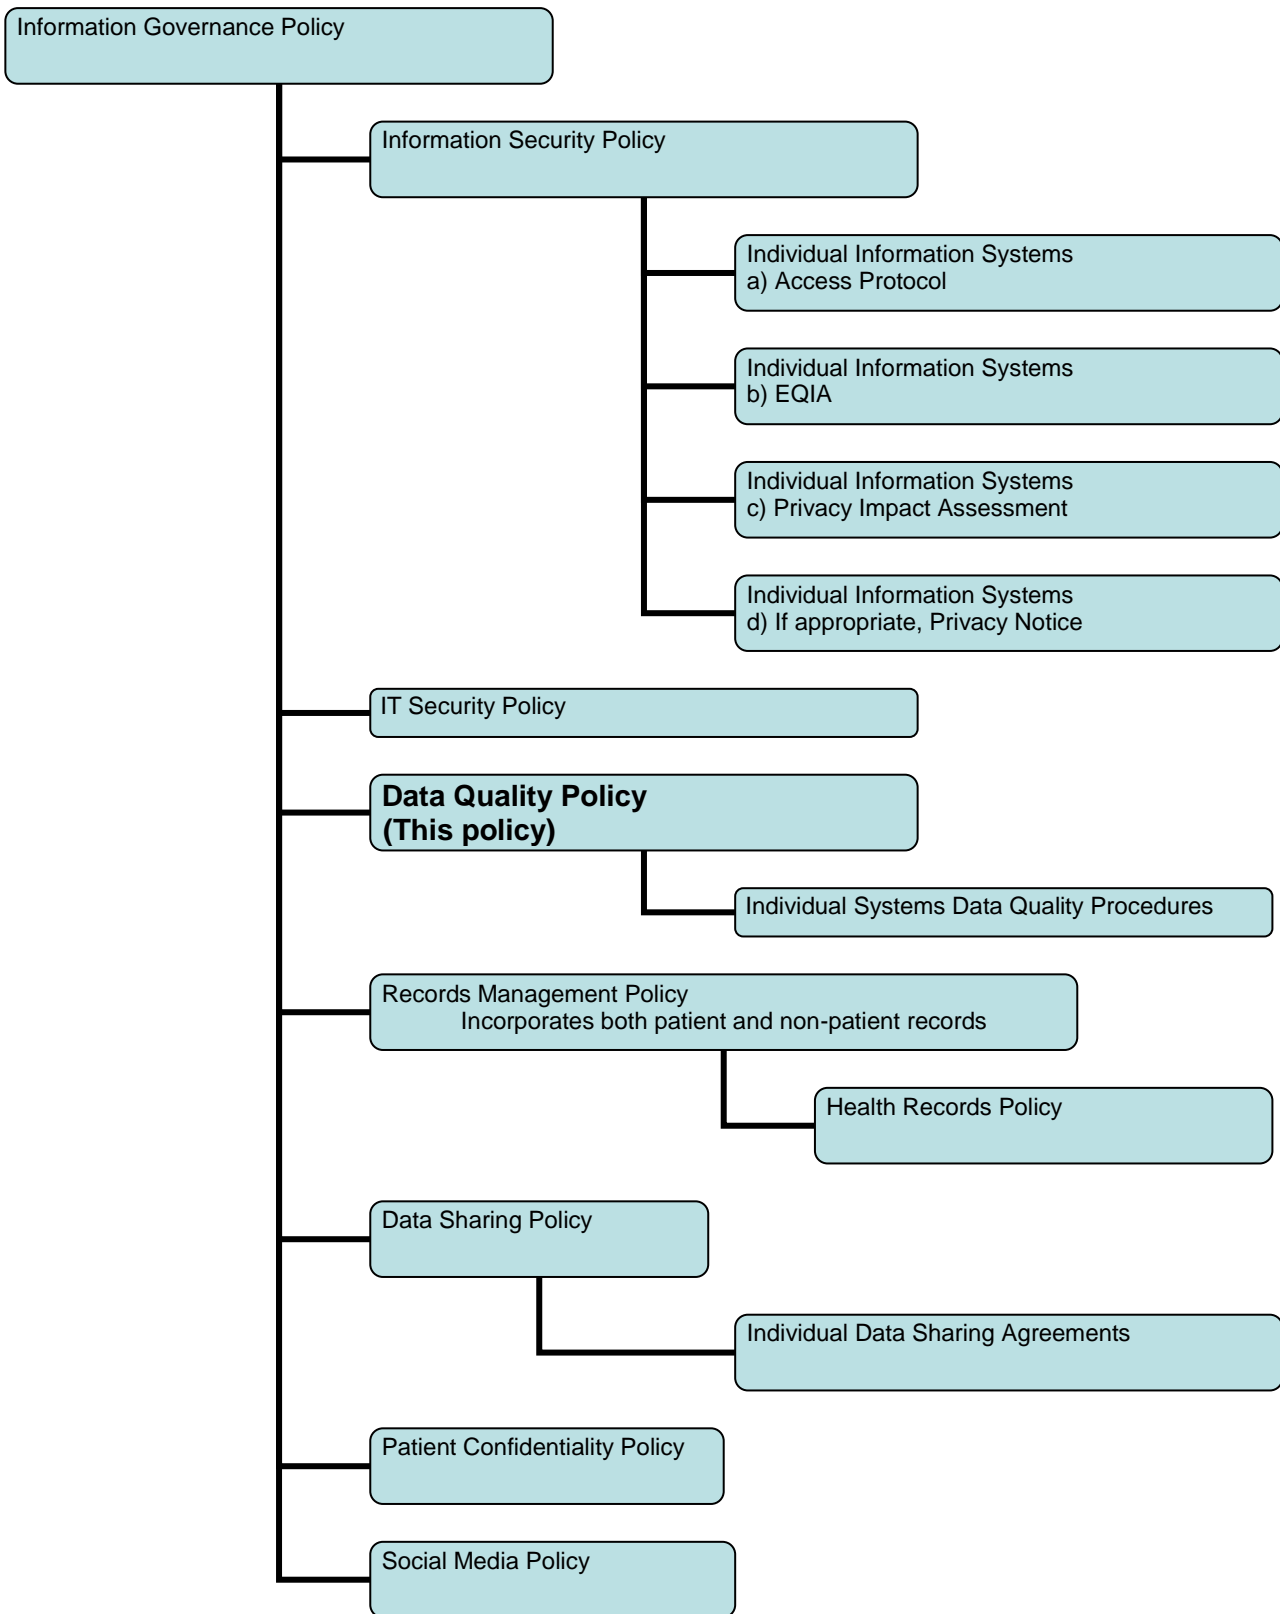 Information Governance Policy
Information Security Policy
Individual Information Systems
a) Access Protocol
Individual Information Systems
b) EQIA
Individual Information Systems
c) Privacy Impact Assessment
Individual Information Systems
d) If appropriate, Privacy Notice
IT Security Policy
Data Quality Policy
(This policy)
Individual Systems Data Quality Procedures
Records Management Policy
Incorporates both patient and non-patient records
Health Records Policy
Data Sharing Policy
Individual Data Sharing Agreements
Patient Confidentiality Policy
Social Media Policy